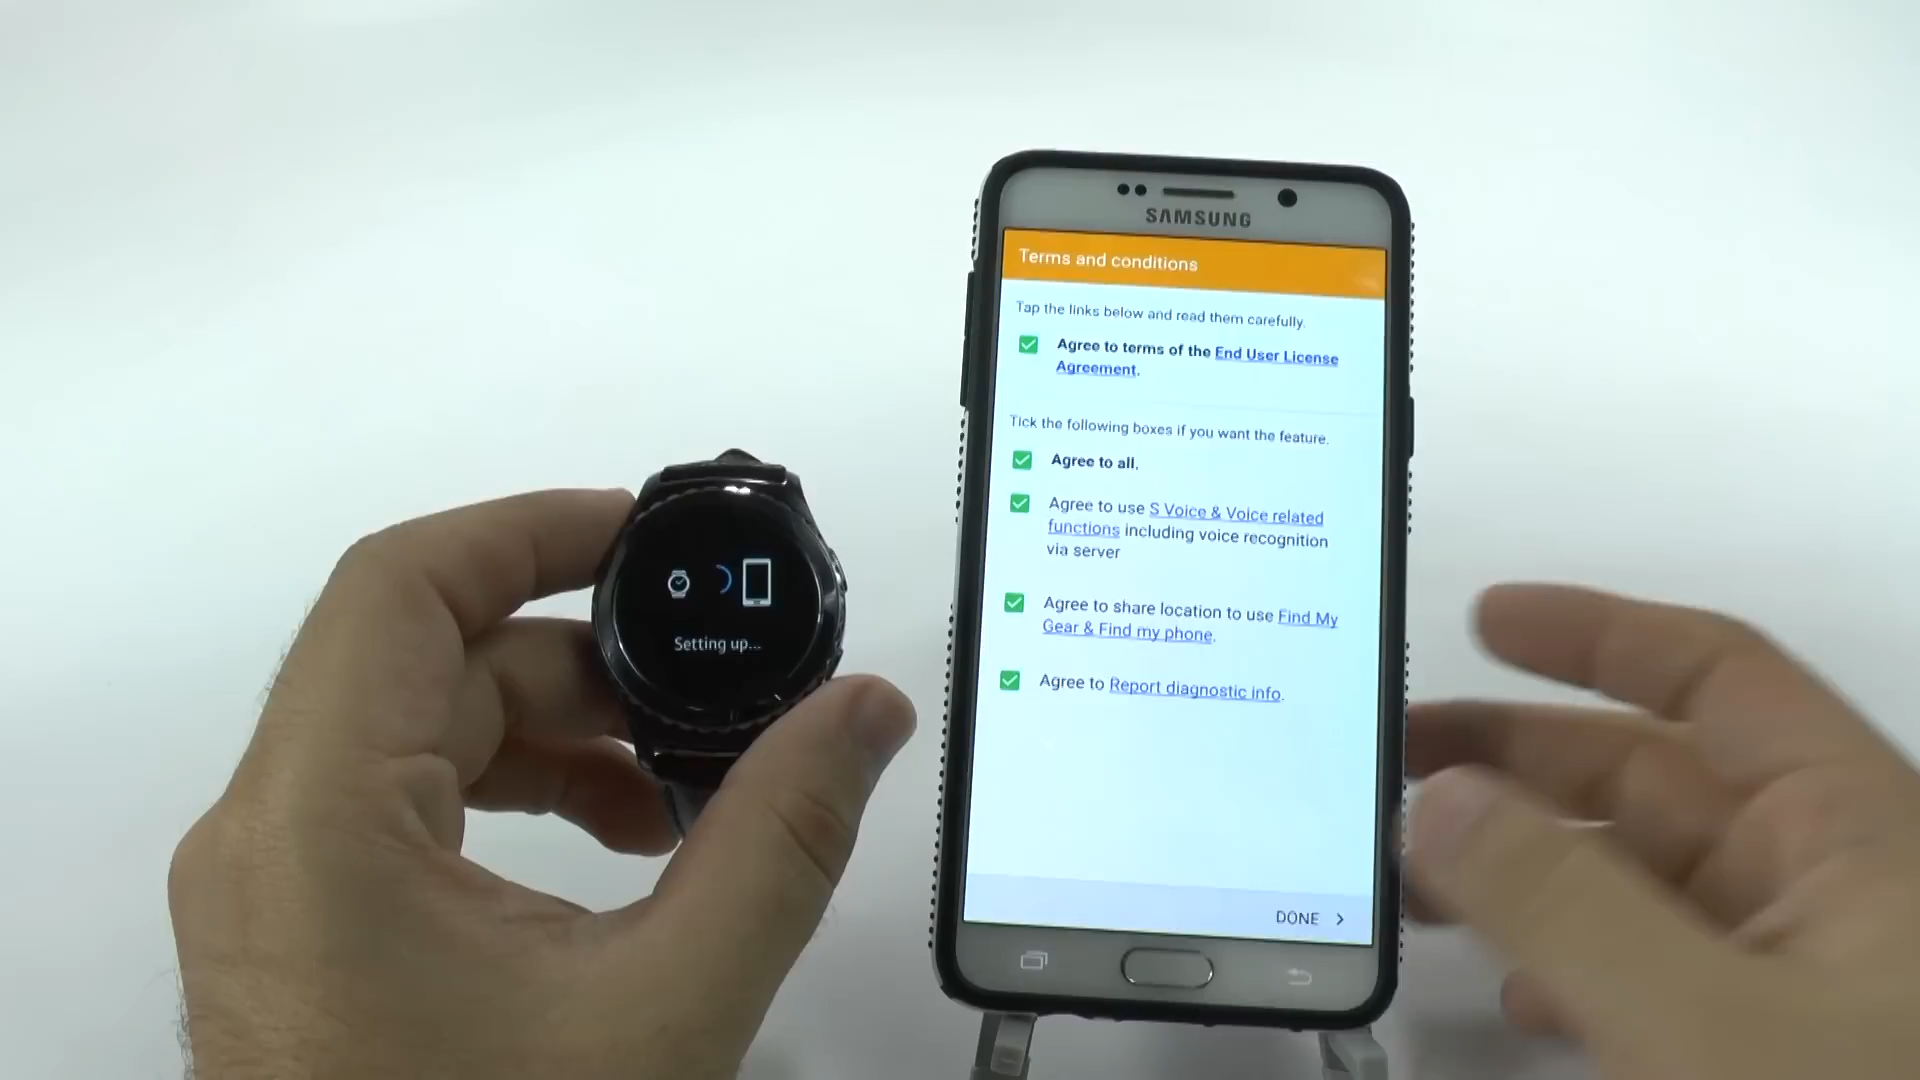 SAMSUNG
Terms and conditions
Tap the links below and read them carefully.
Agree to terms of the End User License
Agreement.
Tick the following boxes if you want the feature.
Agree to all.
Agree to use S Voice & Voice related
functions including voice recognition
via server
Agree to share location to use Find My
Gear & Find my phone.
Agree to Report diagnostic info.
DONE
Setting up...